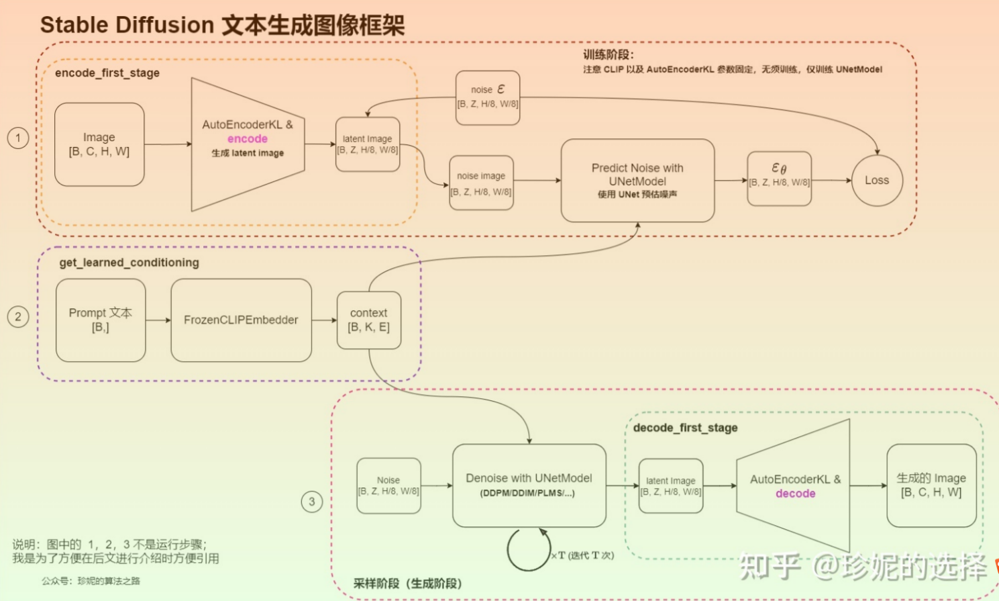 Stable Diffusion 文本生成图像框架
训练阶段：
注意 CLIP 以及 AutoEncoderKL 参数固定，无须训练，仅训练 UNetModel
encode_first_stage
1
Image
[B, C, H, W]
AutoEncoderKL &
encode
生成 latent image
latent Image
[B, Z, H/8, W/8]
noise ε
[B, Z, H/8, W/8]
noise image
[B, Z, H/8, W/8]
Predict Noise with
UNetModel
使用 UNet 预估噪声
εθ
[B, Z, H/8, W/8]
Loss
get_learned_conditioning
2
Prompt 文本
[B,]
FrozenCLIPEmbedder
context
[B, K, E]
3
Noise
[B, Z, H/8, W/8]
Denoise with UNetModel
(DDPM/DDIM/PLMS/...)
×T (迭代 T 次)
decode_first_stage
latent Image
[B, Z, H/8, W/8]
AutoEncoderKL &
decode
生成的 Image
[B, C, H, W]
采样阶段（生成阶段）
说明：图中的 1，2，3 不是运行步骤；
我是为了方便在后文进行介绍时方便引用
公众号：珍妮的算法之路
知乎 @珍妮的选择